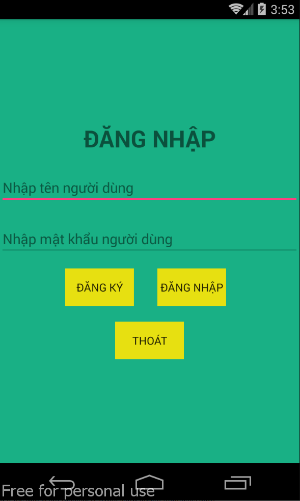 3:53
ĐĂNG NHẬP
Nhập tên người dùng
Nhập mật khẩu người dùng
ĐĂNG KÝ
ĐĂNG NHẬP
THOÁT
Free for personal use